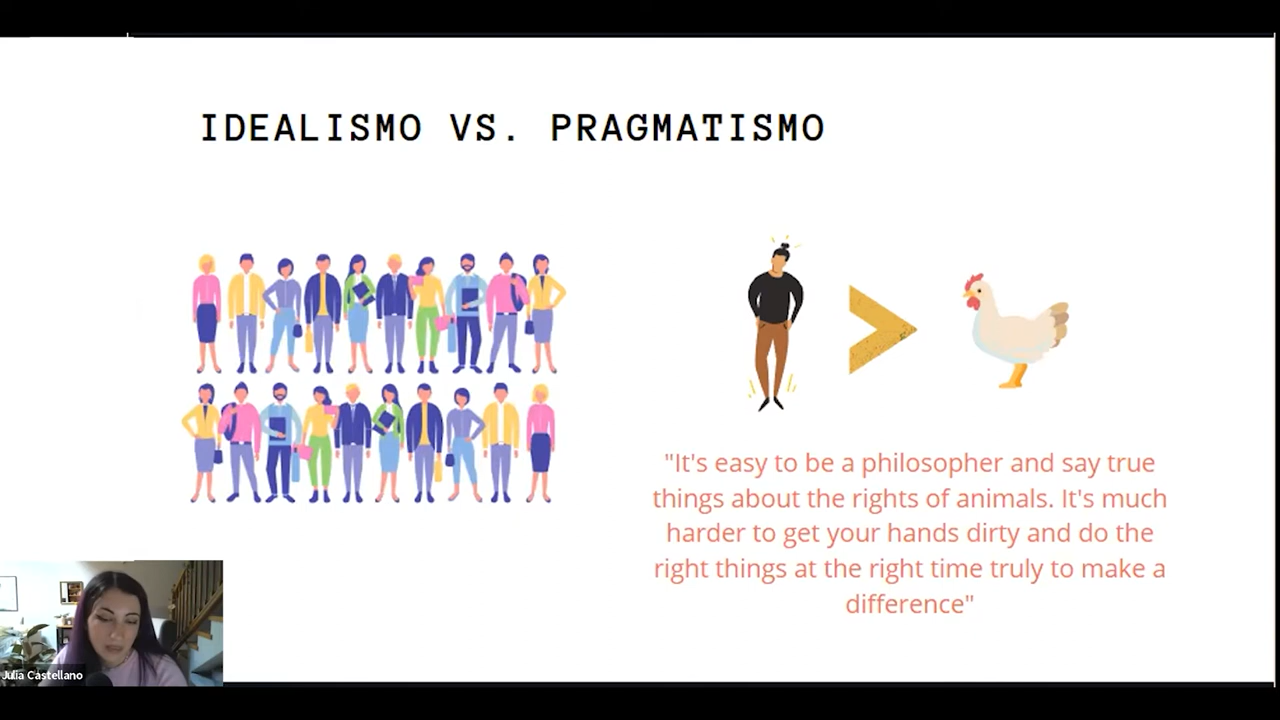 IDEALISMO VS. PRAGMATISMO
"It's easy to be a philosopher and say true
things about the rights of animals. It's much
harder to get your hands dirty and do the
right things at the right time truly to make a
difference"
Julia Castellano